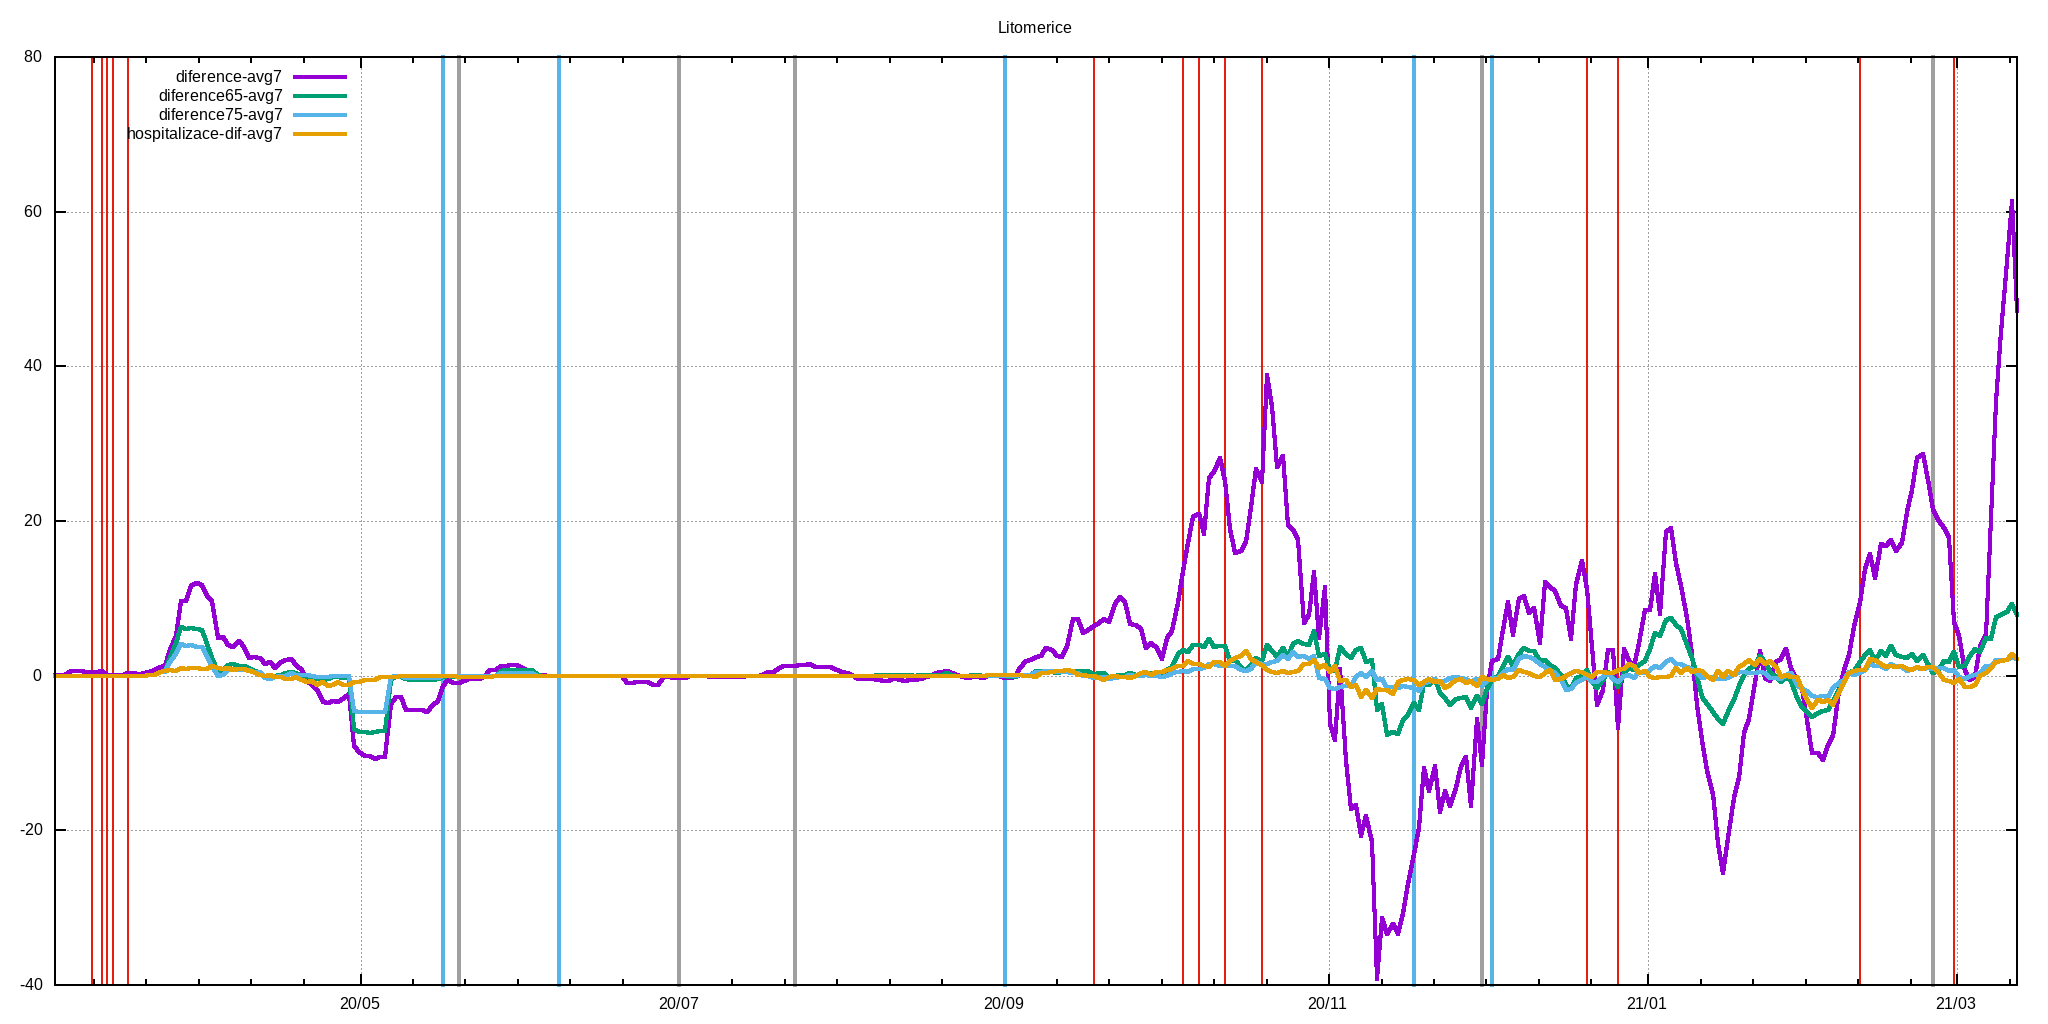 Litomerice
80
diference-avg7
diference65-avg7
diference75-avg7
hospitalizace-dif-avg7
60
40
20
0
-20
-40
20/05 20/07 20/09 20/11 21/01 21/03